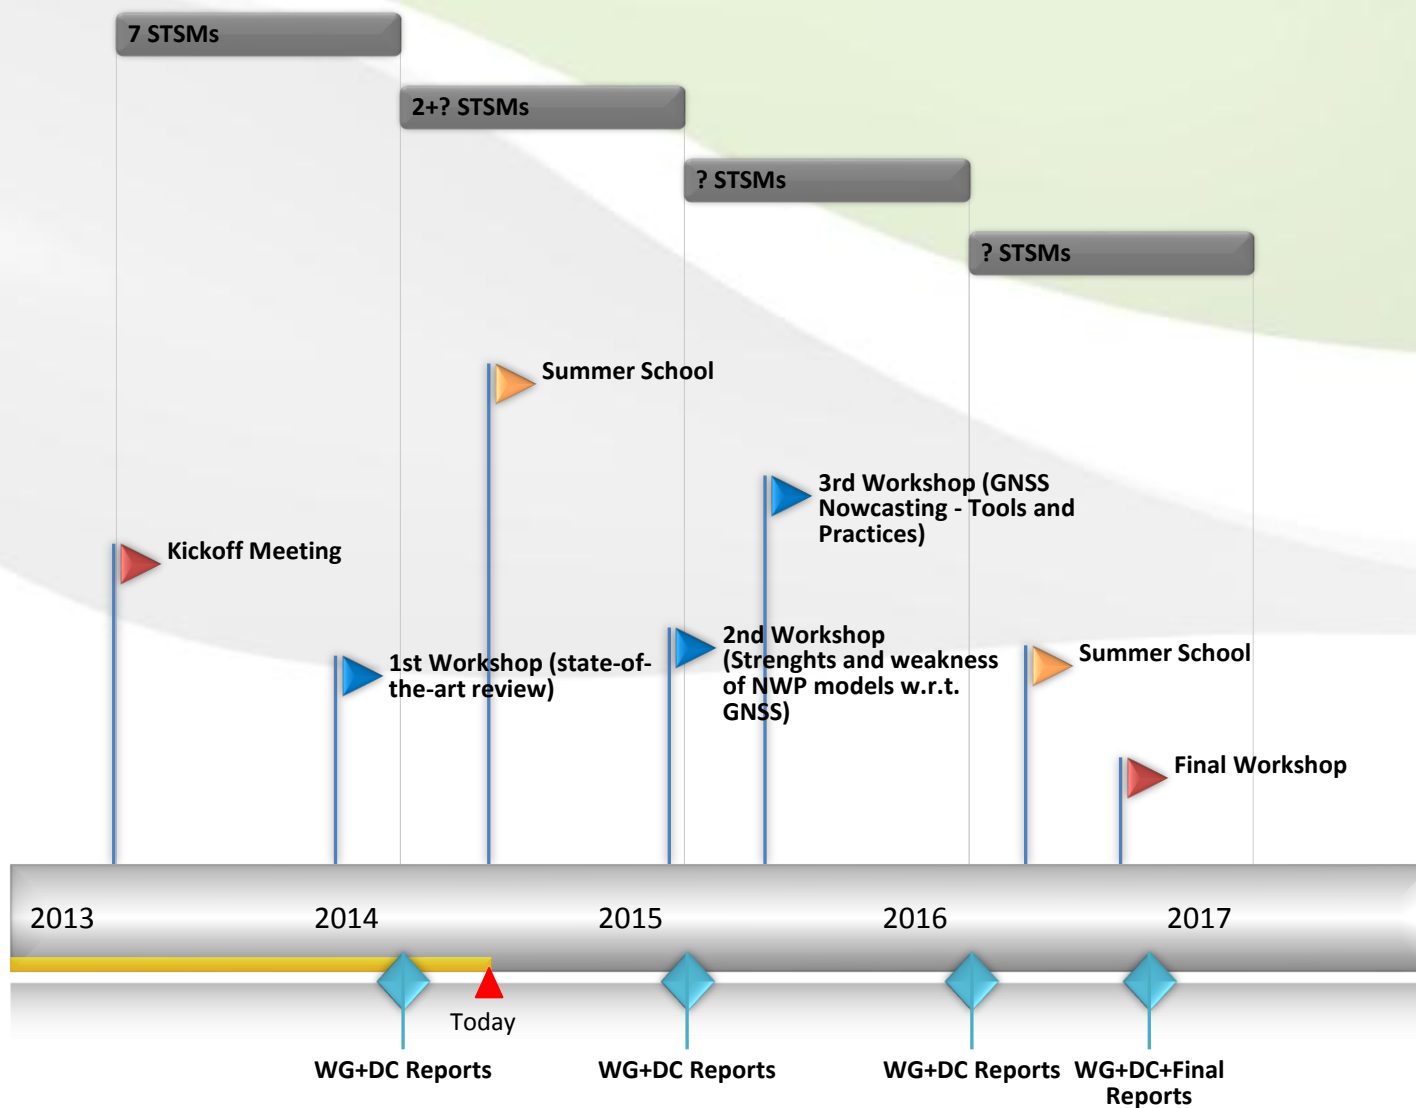 7 STSMs
2+? STSMs
? STSMs
? STSMs
Summer School
3rd Workshop (GNSS
Nowcasting - Tools and
Practices)
Kickoff Meeting
1st Workshop (state-of-
the-art review)
2nd Workshop
(Strenghts and weakness
of NWP models w.r.t.
GNSS)
Summer School
Final Workshop
2013
2014
2015
2016
2017
Today
WG+DC Reports
WG+DC Reports
WG+DC Reports
WG+DC+Final
Reports